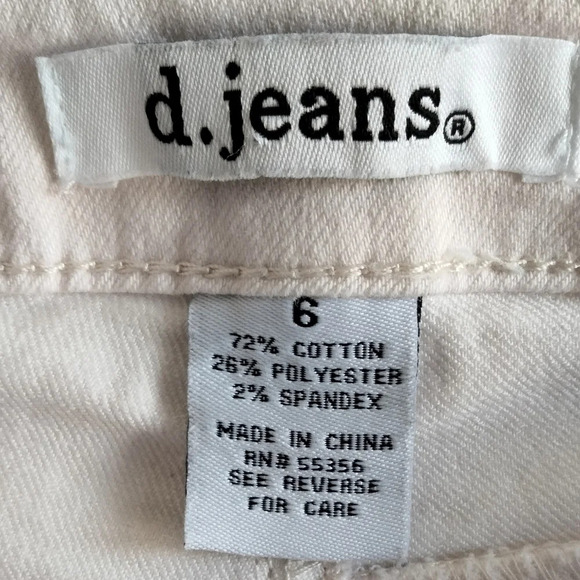 d.jeans®
6
72% COTTON
26% POLYESTER
2% SPANDEX
MADE IN CHINA
RN# 55356
SEE REVERSE
FOR CARE